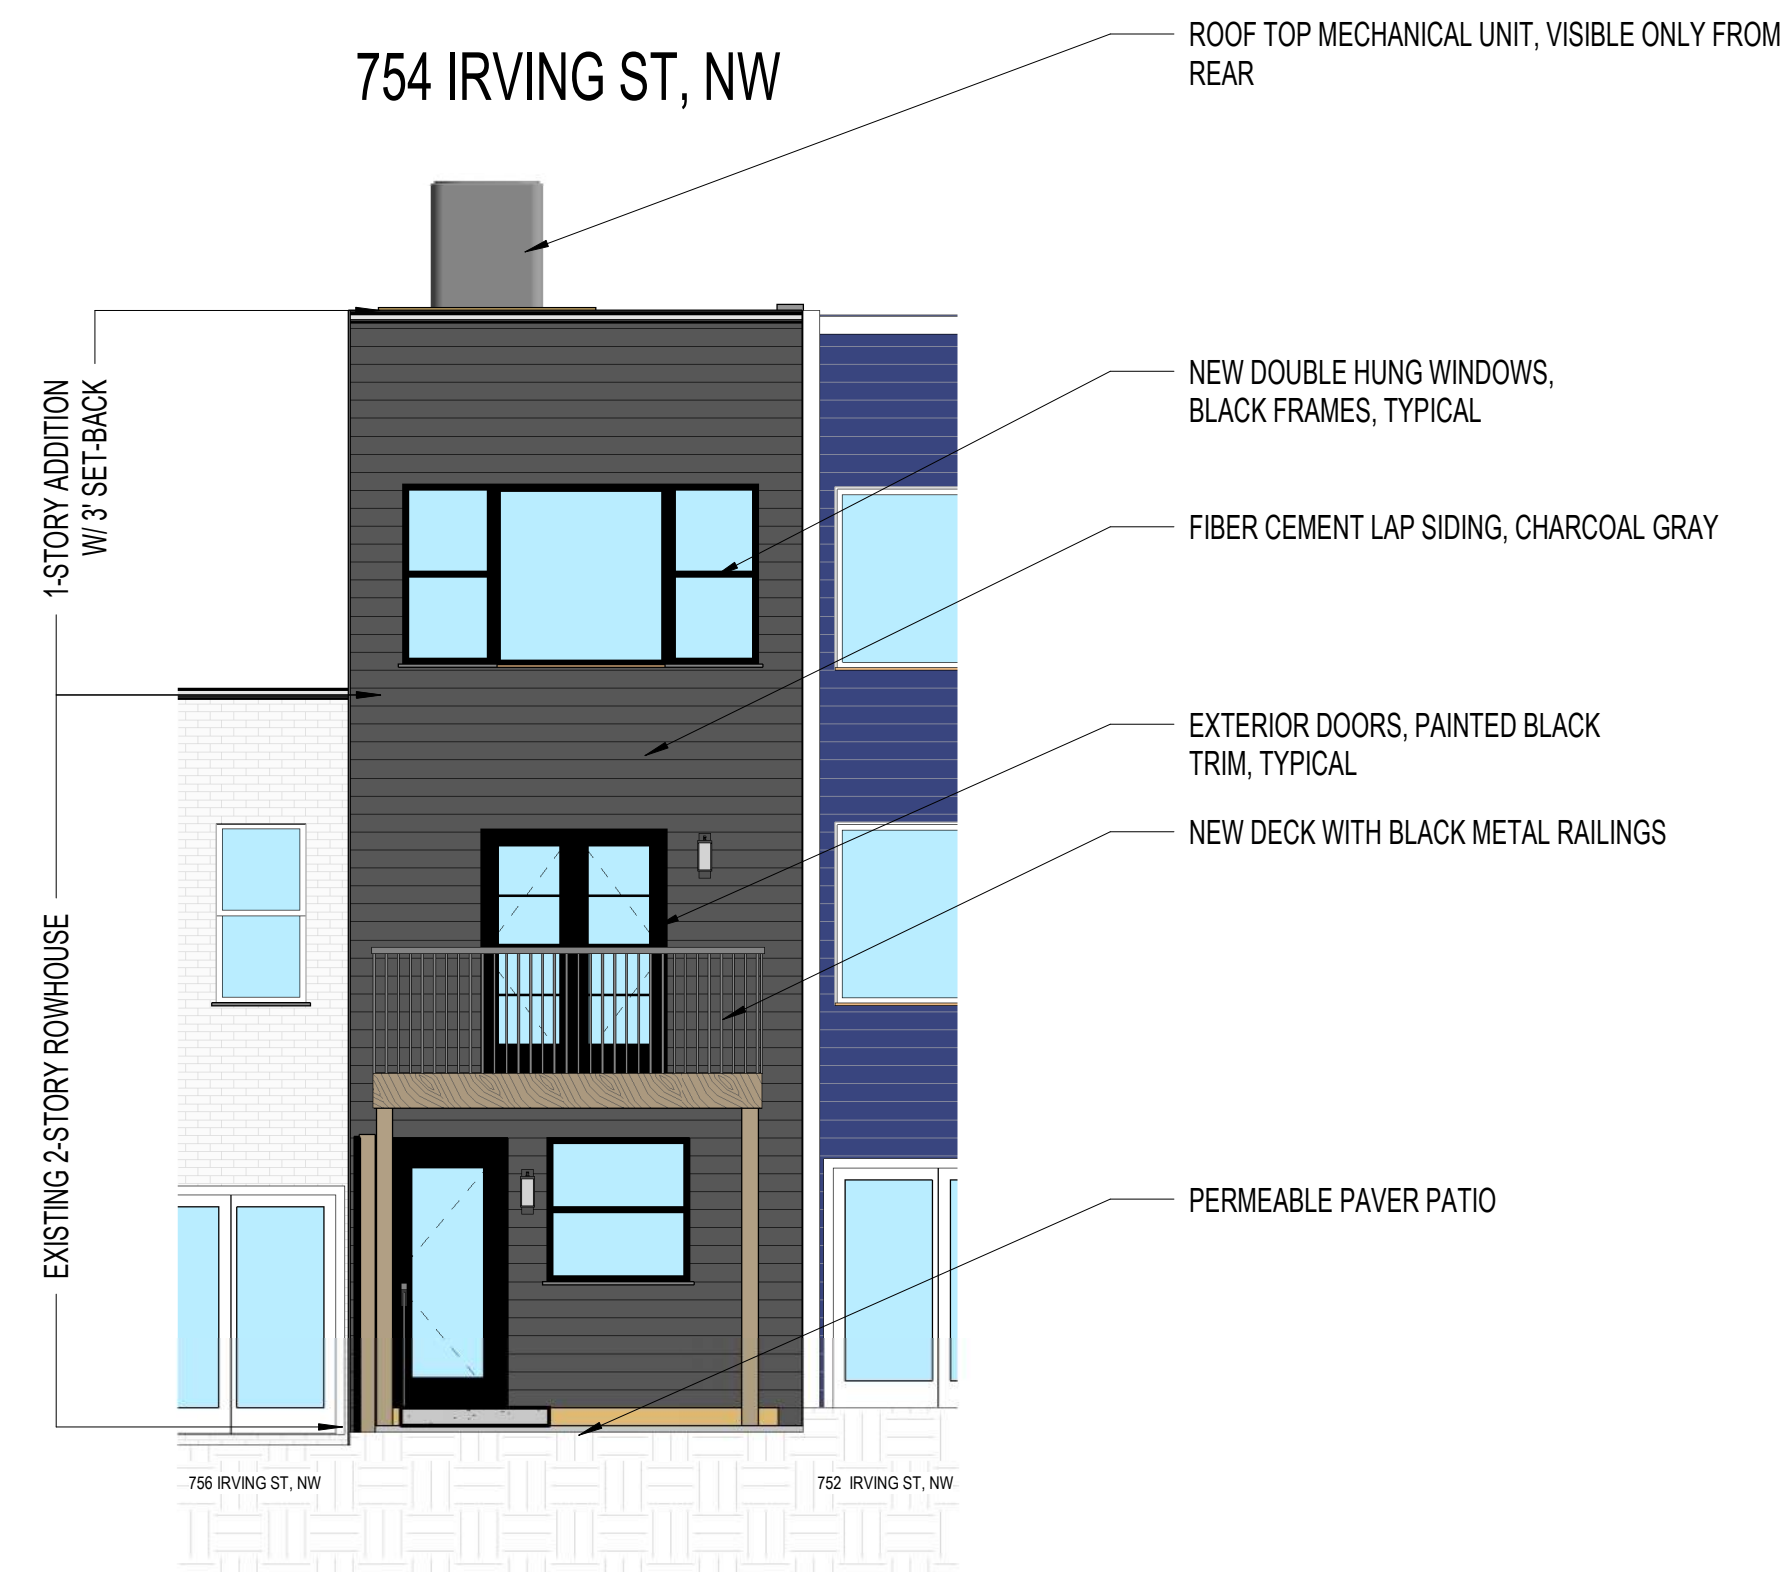 754 IRVING ST, NW
ROOF TOP MECHANICAL UNIT, VISIBLE ONLY FROM
REAR
1-STORY ADDITION
W/ 3' SET-BACK
NEW DOUBLE HUNG WINDOWS,
BLACK FRAMES, TYPICAL
FIBER CEMENT LAP SIDING, CHARCOAL GRAY
EXTERIOR DOORS, PAINTED BLACK
TRIM, TYPICAL
NEW DECK WITH BLACK METAL RAILINGS
EXISTING 2-STORY ROWHOUSE
PERMEABLE PAVER PATIO
756 IRVING ST, NW
752 IRVING ST, NW